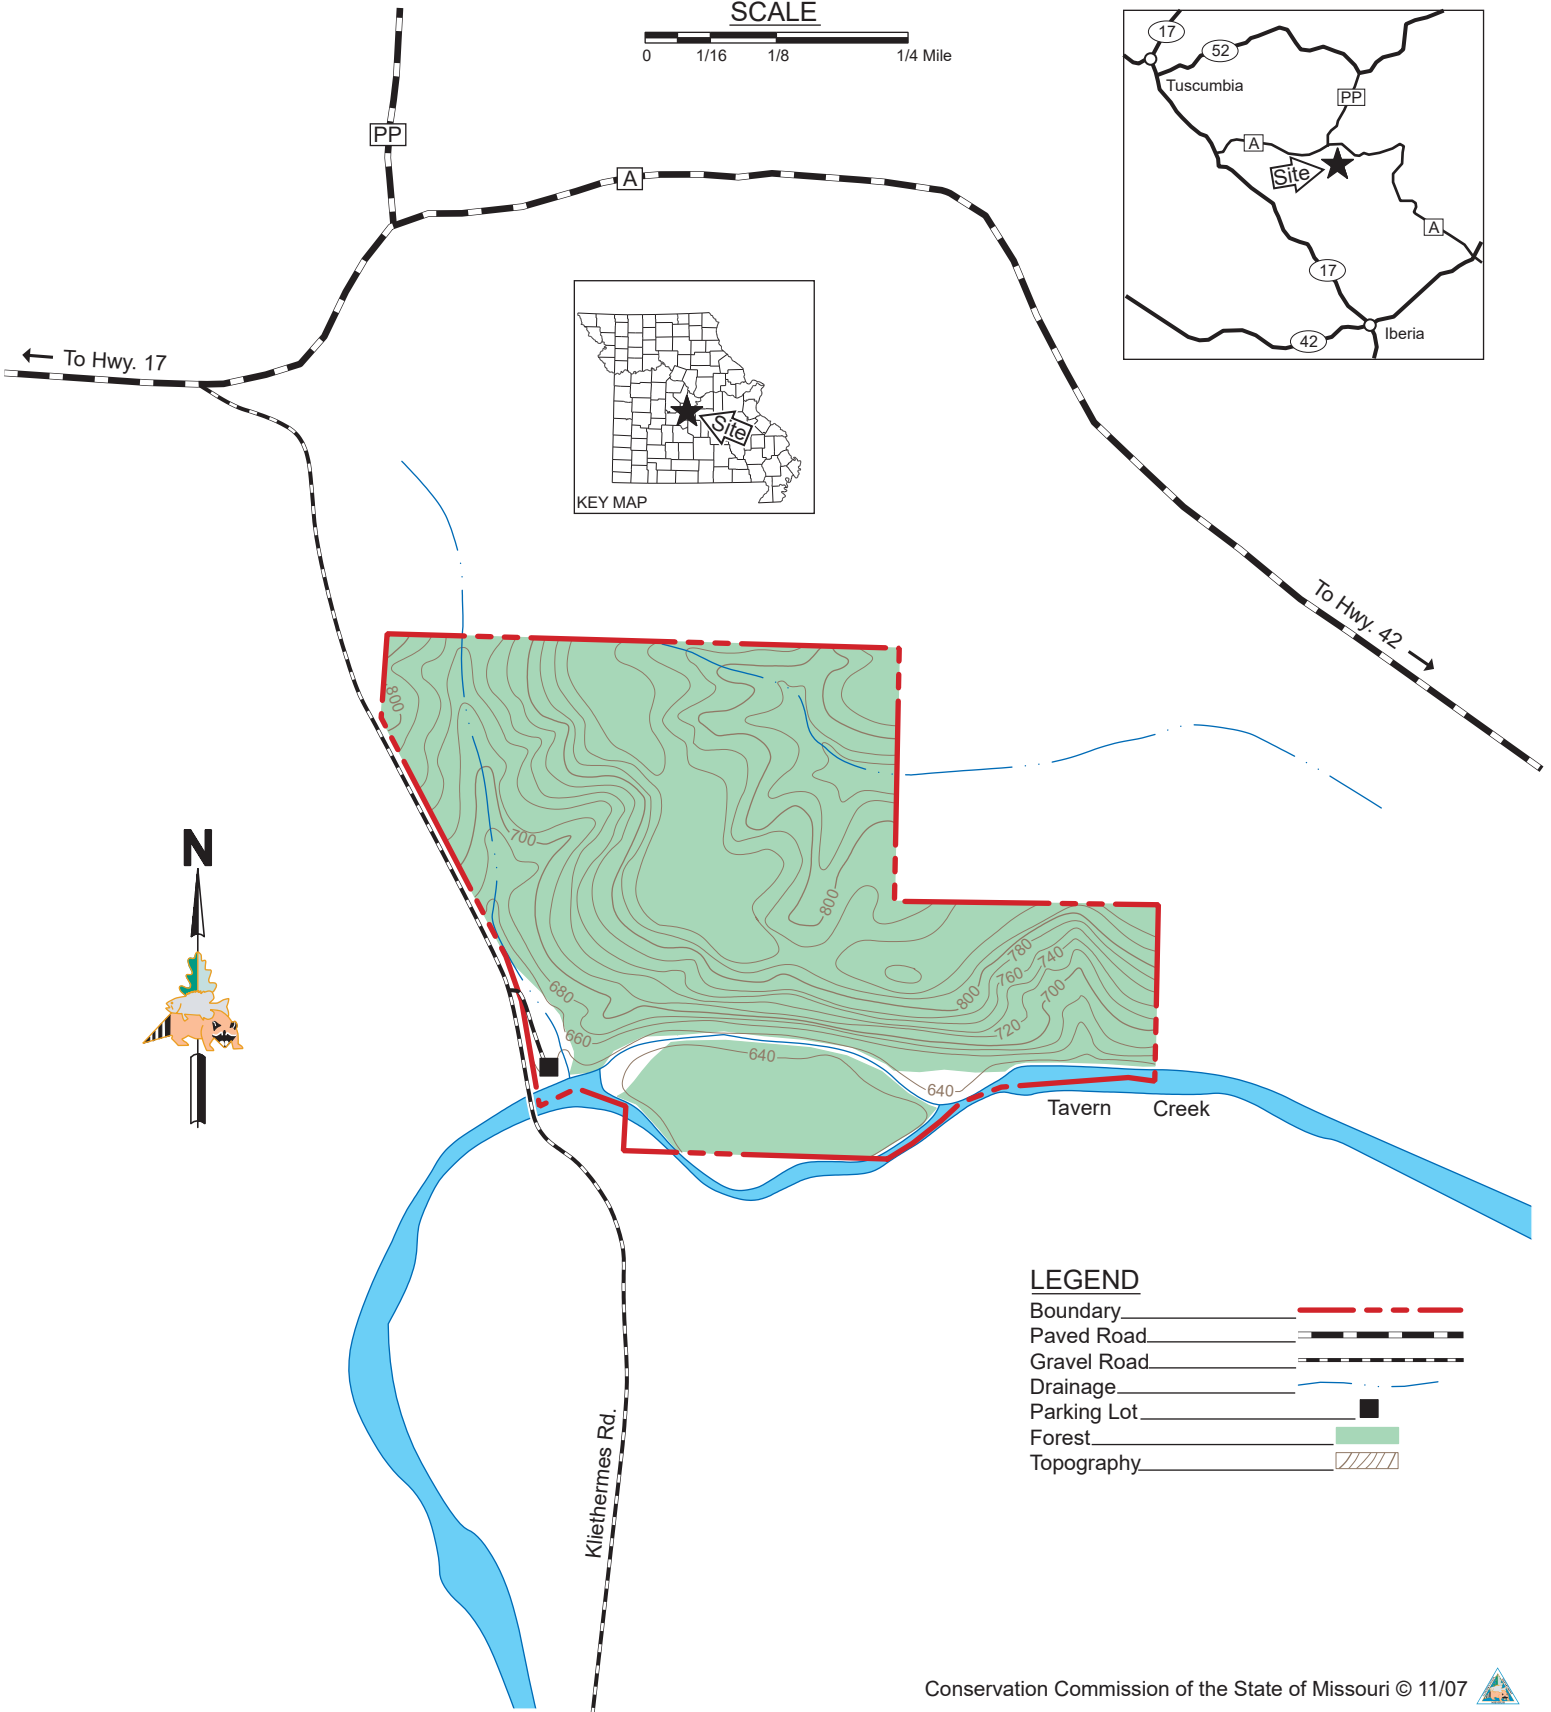 SCALE
0 1/16 1/8 1/4 Mile
17
52
Tuscumbia
PP
A
Site
A
17
42
Iberia
PP
A
To Hwy. 17
Site
KEY MAP
To Hwy. 42
800
700
800
N
780
740
760
700
800
680
720
660
640
640
Tavern Creek
LEGEND
Boundary
Paved Road
Gravel Road
Drainage
Parking Lot
Forest
Topography
Kliethermes Rd.
Conservation Commission of the State of Missouri © 11/07